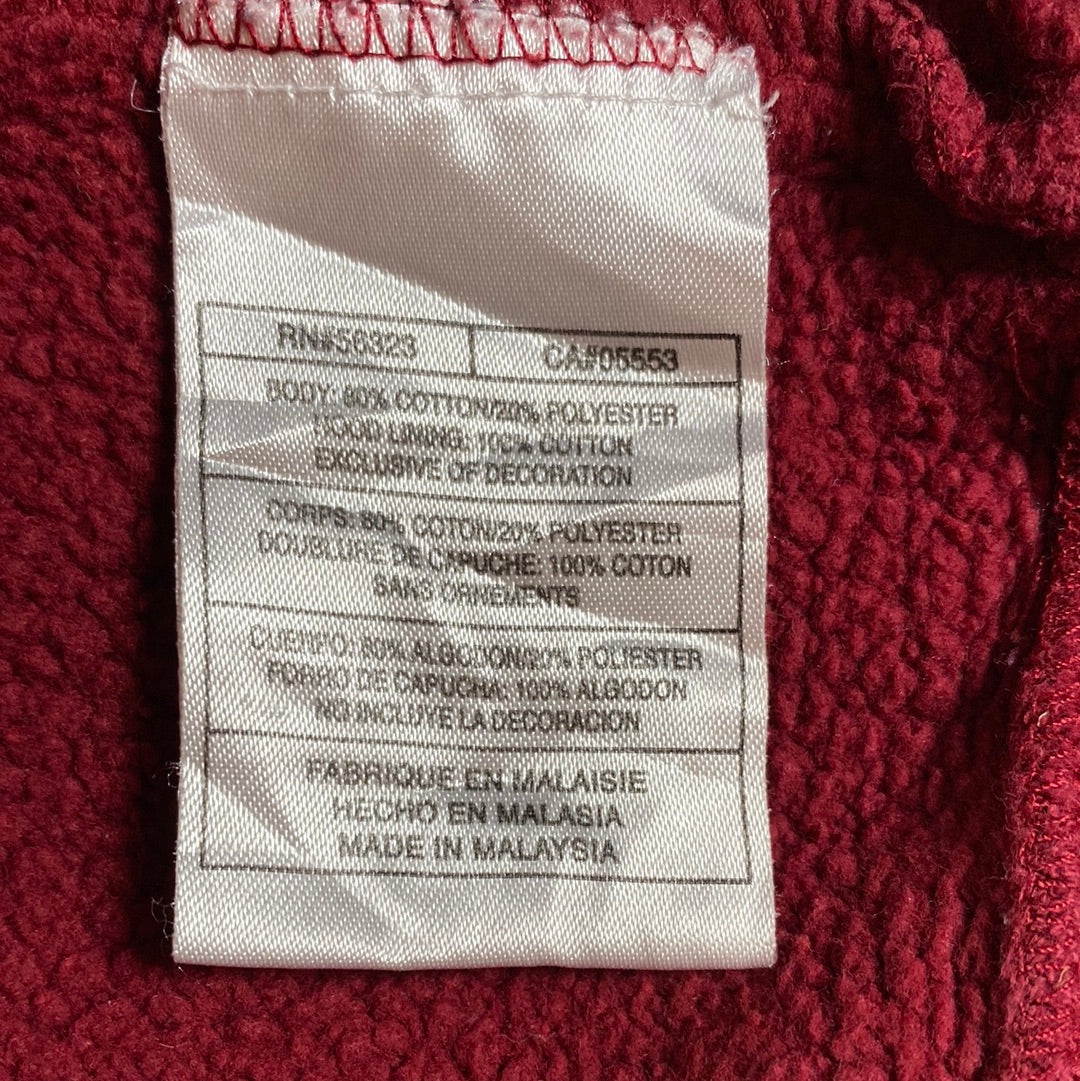 RN#56323
CA#05553
BODY: 80% COTTON/20% POLYESTER
HOOD LINING: 100% COTTON
EXCLUSIVE OF DECORATION
CORPS: 80% COTON/20% POLYESTER
DOUBLURE DE CAPUCHE: 100% COTON
SANS ORNEMENTS
CUERPO: 80% ALGODON/20% POLIESTER
FORRO DE CAPUCHA: 100% ALGODON
NO INCLUYE LA DECORACION
FABRIQUE EN MALAISIE
HECHO EN MALASIA
MADE IN MALAYSIA